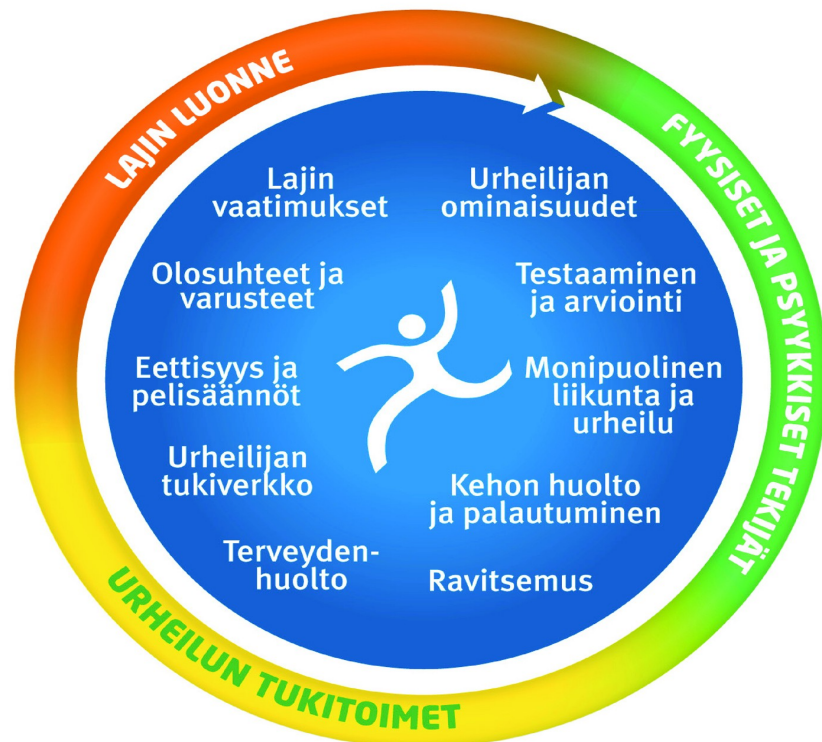 LAJIN LUONNE
FYYSISET JA PSYYKKISET TEKIJÄT
URHEILUN TUKITOIMET
Lajin
vaatimukset
Urheilijan
ominaisuudet
Olosuhteet ja
varusteet
Testaaminen
ja arviointi
Eettisyys ja
pelisäännöt
Monipuolinen
liikunta ja
urheilu
Urheilijan
tukiverkko
Kehon huolto
ja palautuminen
Terveyden-
huolto
Ravitsemus